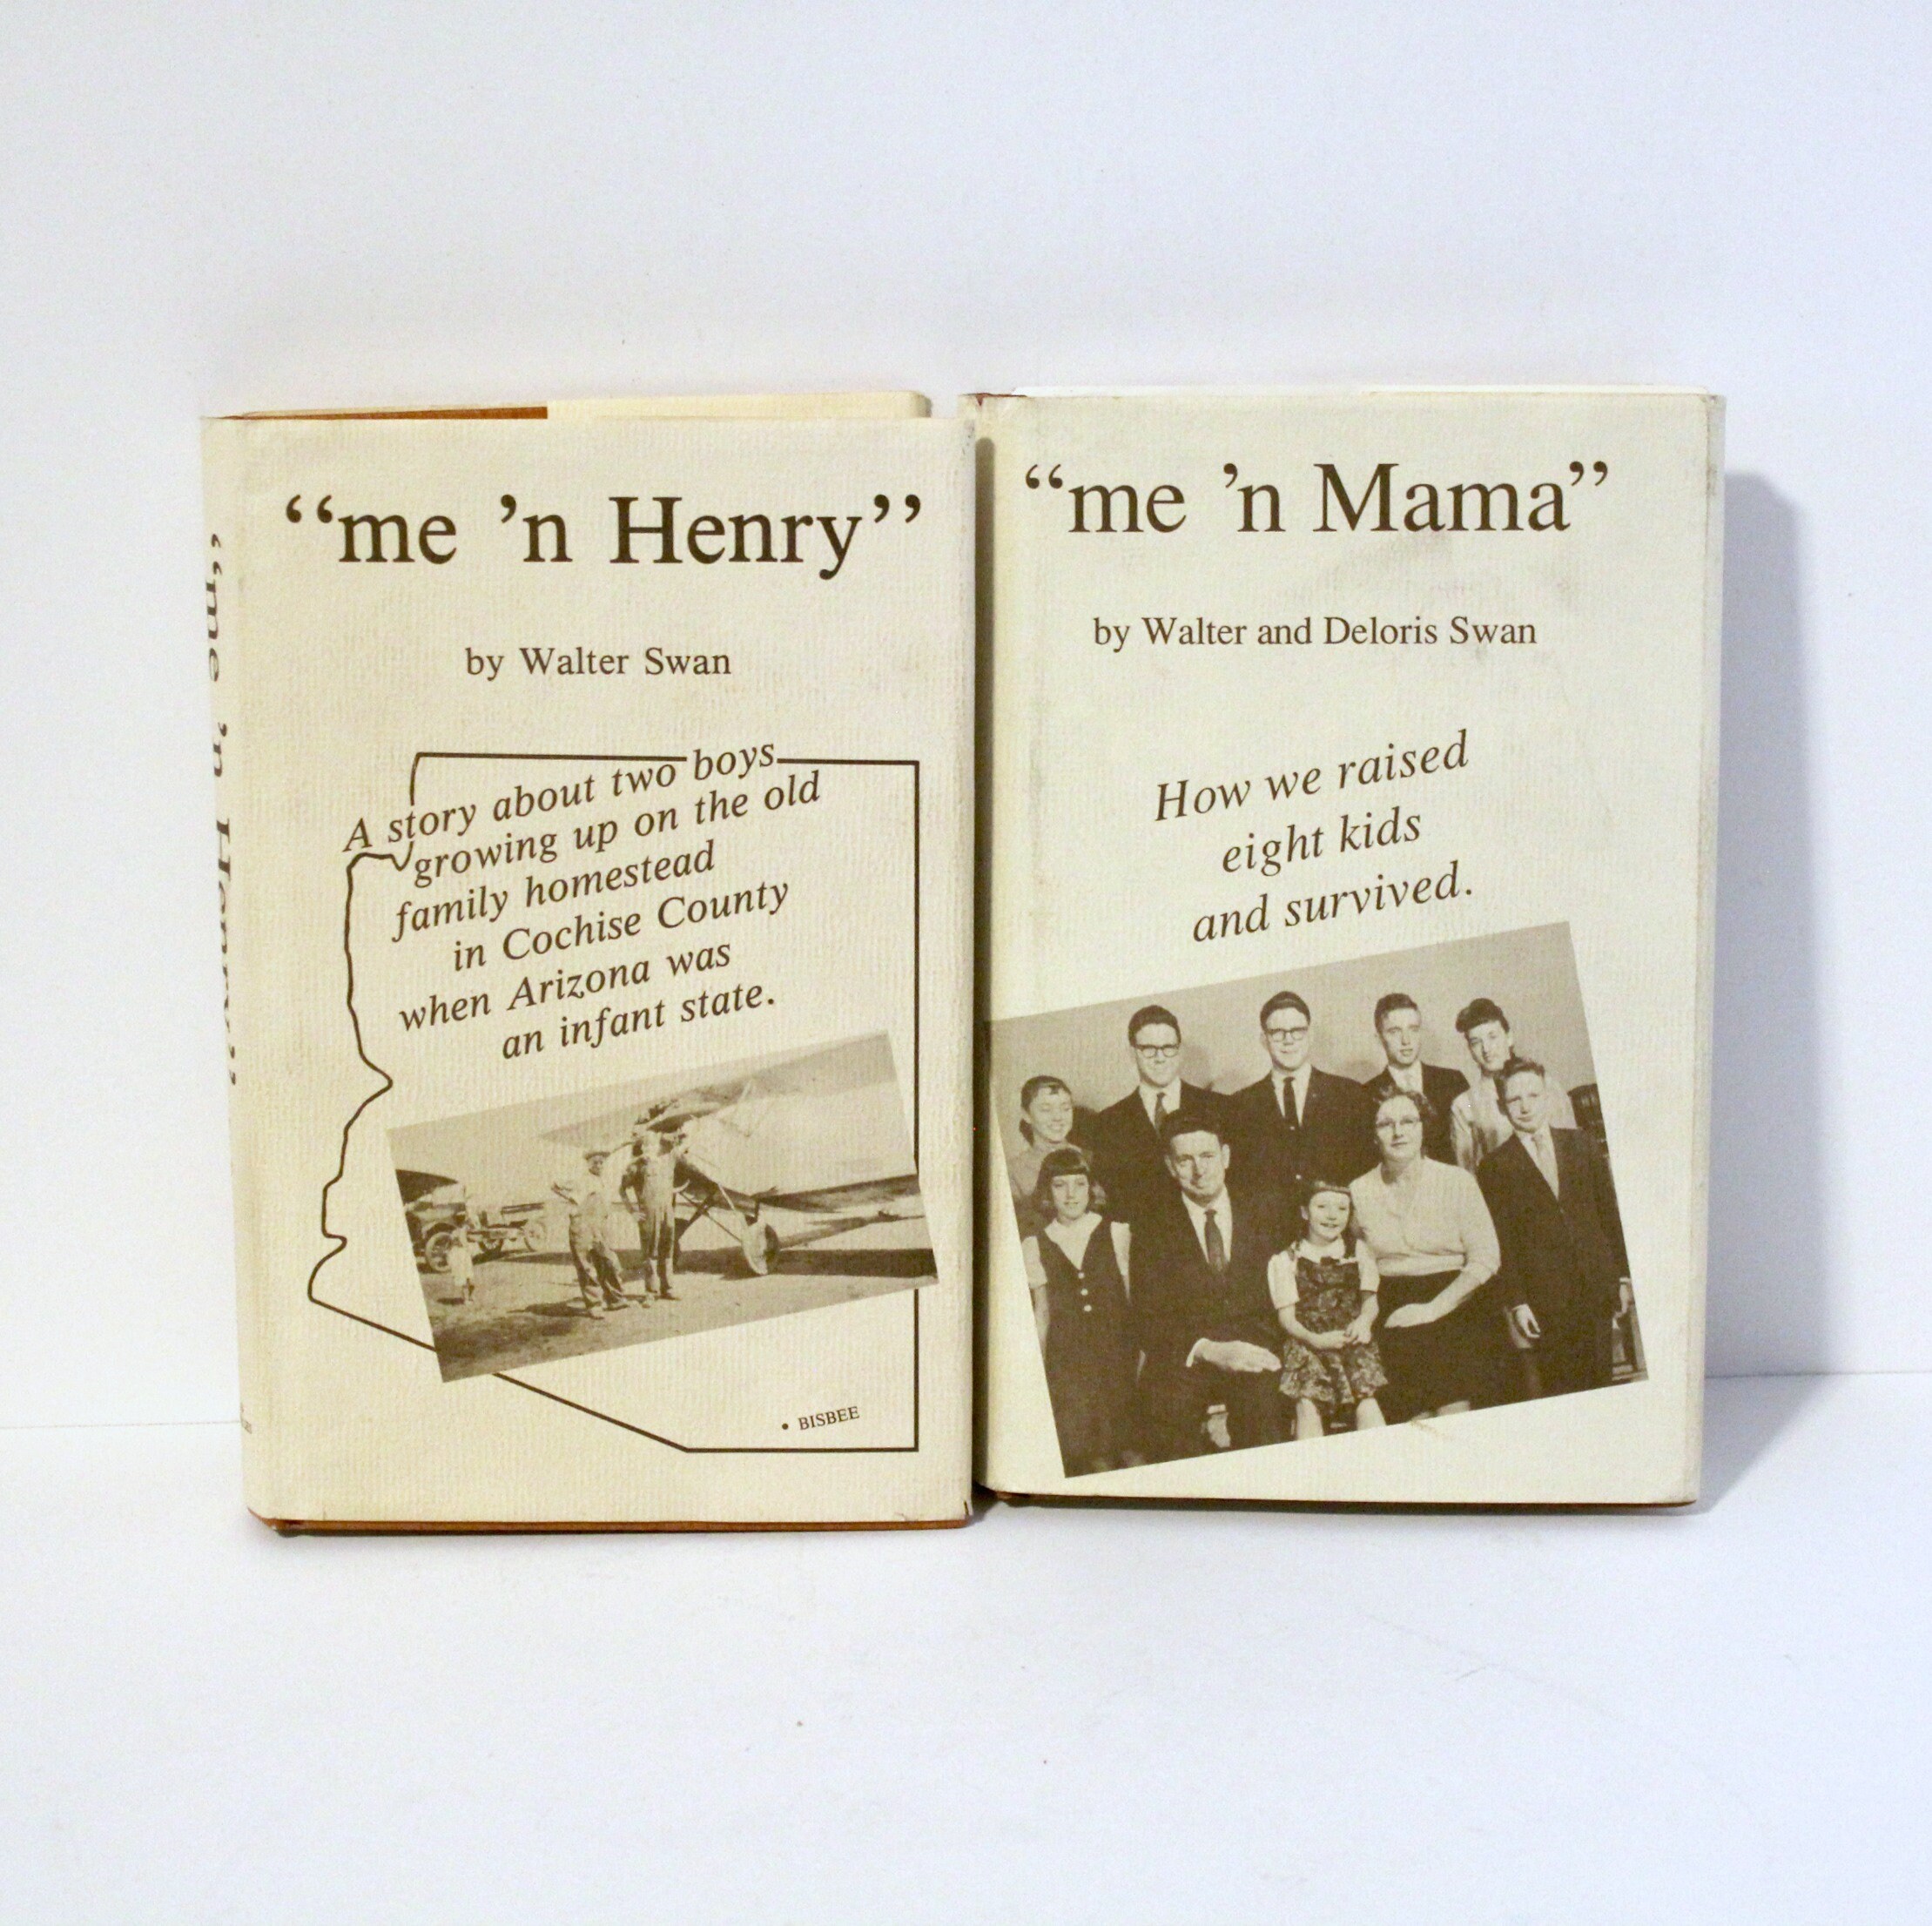 “me ’n Henry”
by Walter Swan
A story about two boys
growing up on the old
family homestead
in Cochise County
when Arizona was
an infant state.
• BISBEE
“me ’n Henry”
“me ’n Mama”
by Walter and Deloris Swan
How we raised
eight kids
and survived.